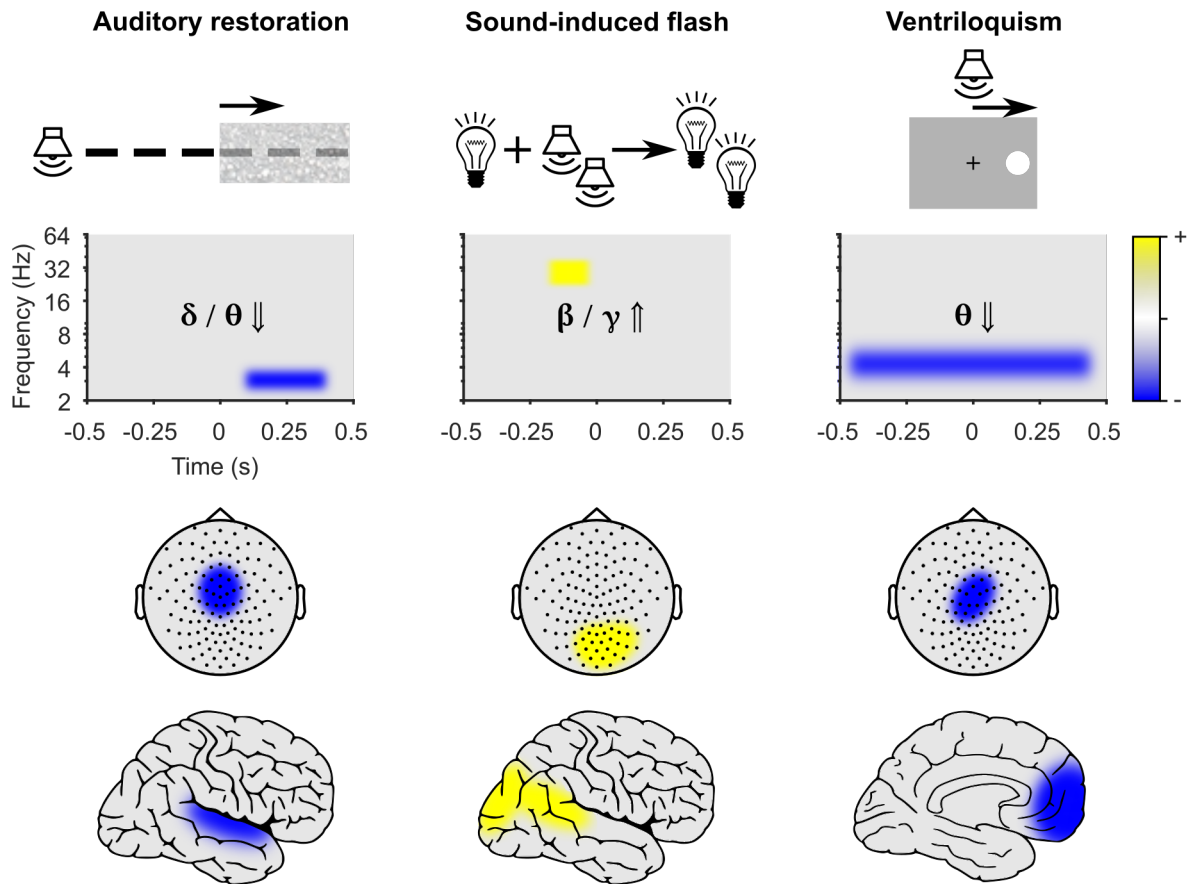 Auditory restoration
Sound-induced flash
Ventriloquism
+
+
Frequency (Hz)
64
32
16
8
4
2
δ / θ ⇓
β / γ ⇑
θ ⇓
+
-
-0.5 -0.25 0 0.25 0.5
-0.5 -0.25 0 0.25 0.5
-0.5 -0.25 0 0.25 0.5
Time (s)